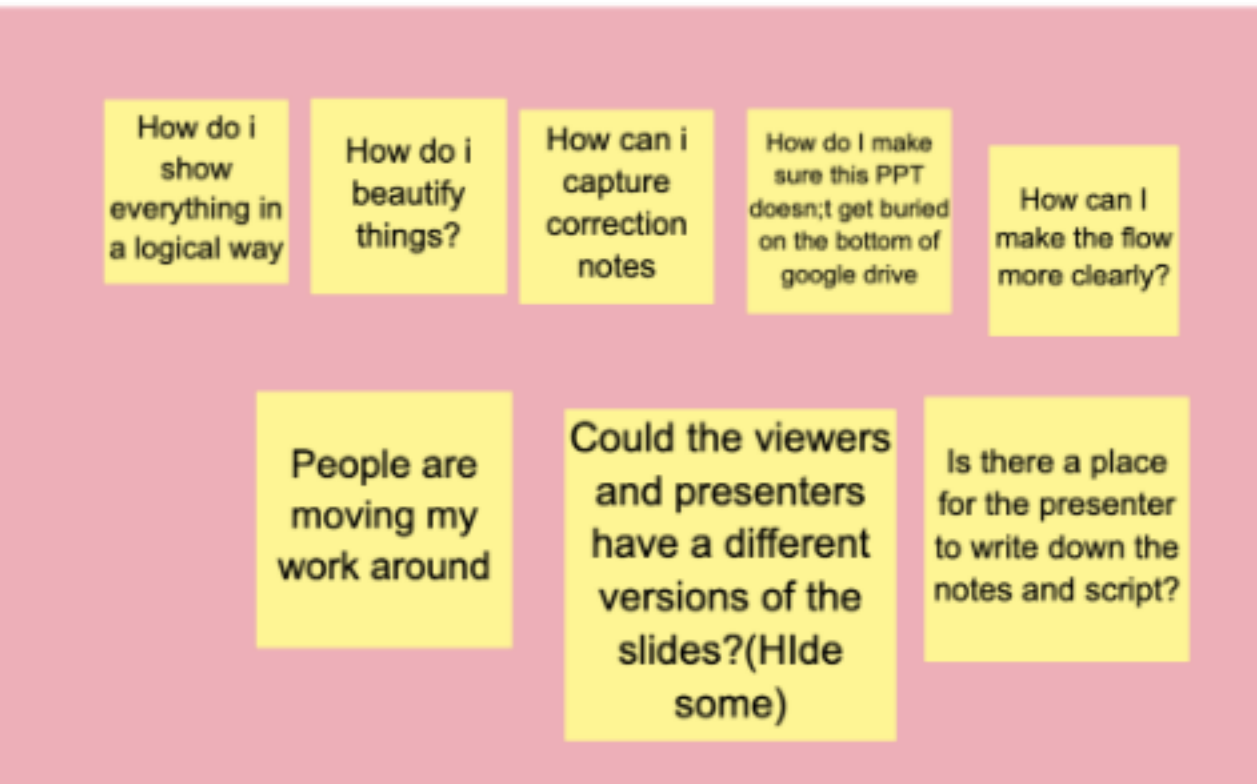 How do i
show
everything in
a logical way
How do i
beautify
things?
How can i
capture
correction
notes
How do I make
sure this PPT
doesn;t get buried
on the bottom of
google drive
How can I
make the flow
more clearly?
People are
moving my
work around
Could the viewers
and presenters
have a different
versions of the
slides?(HIde
some)
Is there a place
for the presenter
to write down the
notes and script?